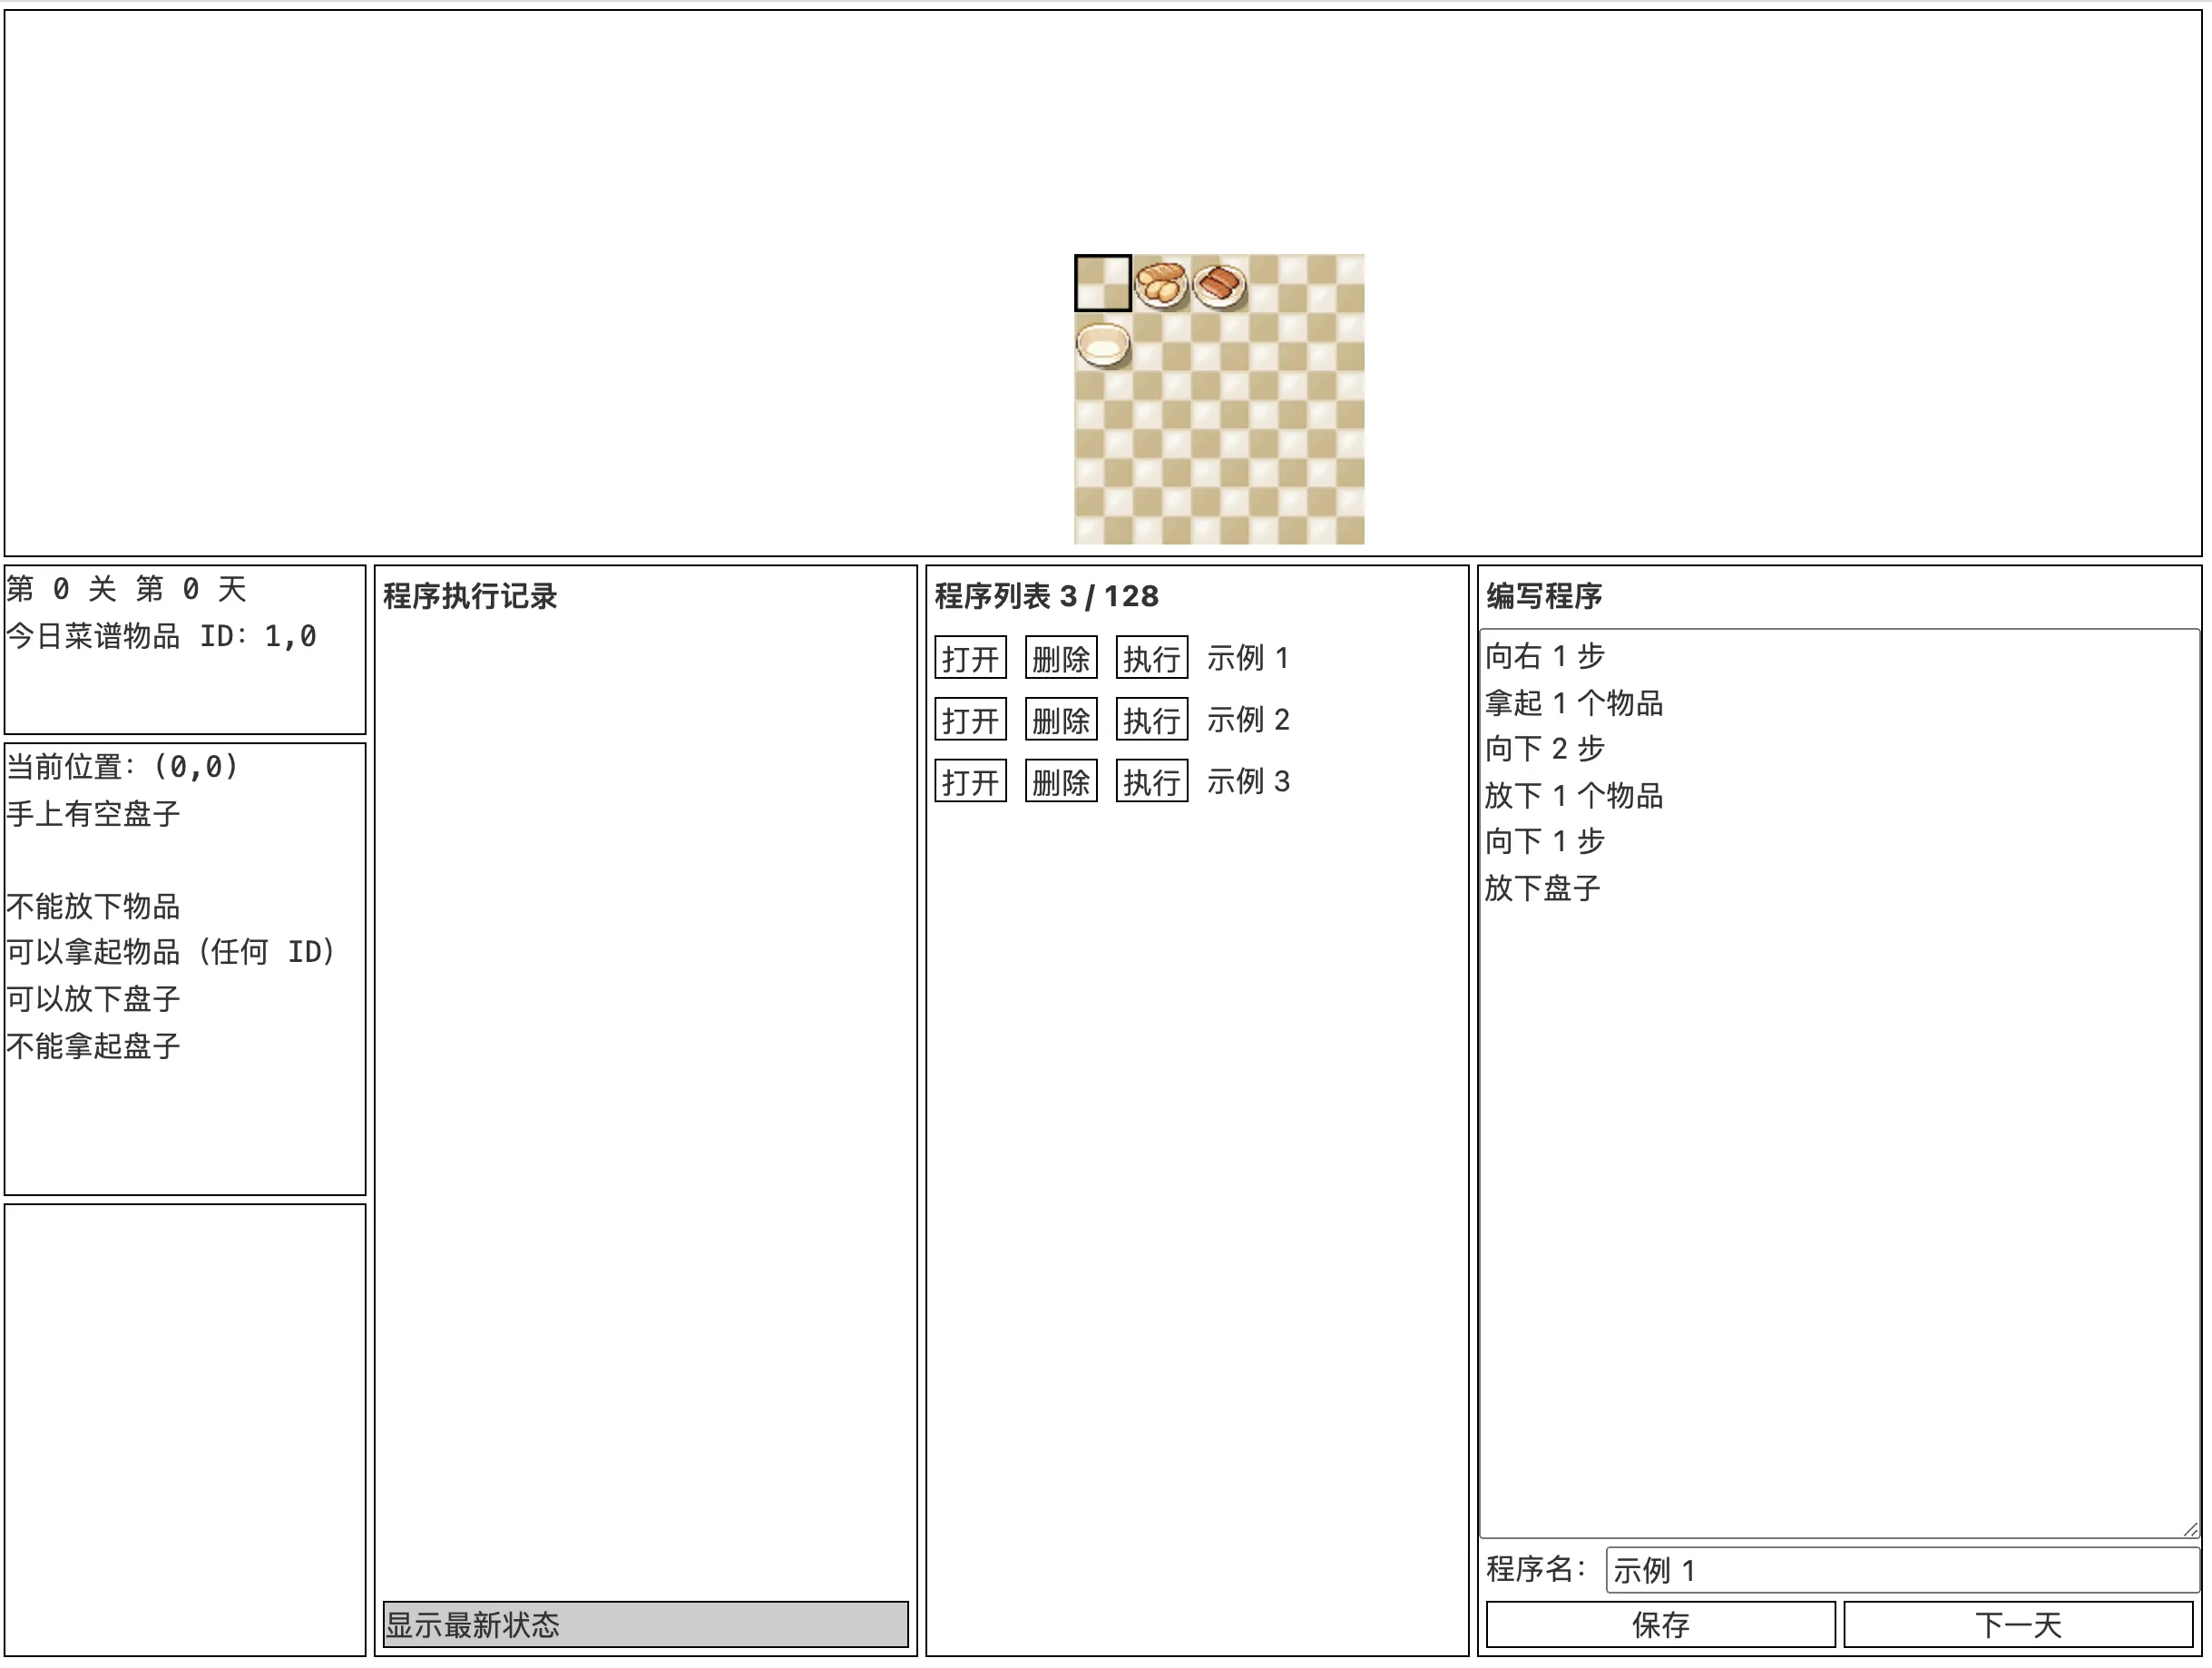 第 0 关 第 0 天
今日菜谱物品 ID: 1,0
当前位置: (0,0)
手上有空盘子
不能放下物品
可以拿起物品 (任何 ID)
可以放下盘子
不能拿起盘子
程序执行记录
显示最新状态
程序列表 3 / 128
打开 删除 执行 示例 1
打开 删除 执行 示例 2
打开 删除 执行 示例 3
编写程序
向右 1 步
拿起 1 个物品
向下 2 步
放下 1 个物品
向下 1 步
放下盘子
程序名: 示例 1
保存 下一天